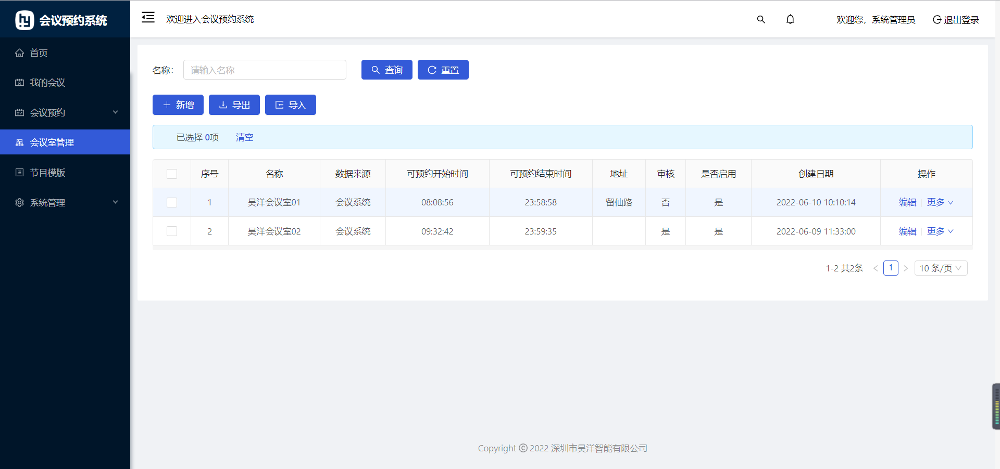 会议预约系统
欢迎进入会议预约系统
欢迎您，系统管理员
退出登录
首页
我的会议
会议预约
会议室管理
节目模版
系统管理
名称：
请输入名称
查询
重置
新增
导出
导入
已选择 0项 清空
序号 名称 数据来源 可预约开始时间 可预约结束时间 地址 审核 是否启用 创建日期 操作
1 昊洋会议室01 会议系统 08:08:56 23:58:58 留仙路 否 是 2022-06-10 10:10:14 编辑 更多
2 昊洋会议室02 会议系统 09:32:42 23:59:35 是 是 2022-06-09 11:33:00 编辑 更多
1-2 共2条 < 1 > 10 条/页
Copyright © 2022 深圳市昊洋智能有限公司